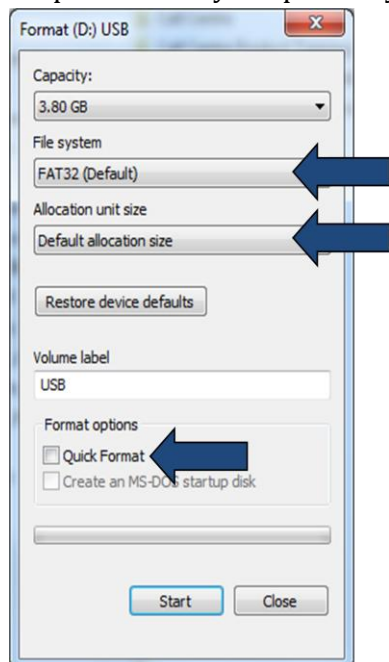 Format (D:) USB
Capacity:
3.80 GB
File system
FAT32 (Default)
Allocation unit size
Default allocation size
Restore device defaults
Volume label
USB
Format options
Quick Format
Create an MS-DOS startup disk
Start Close